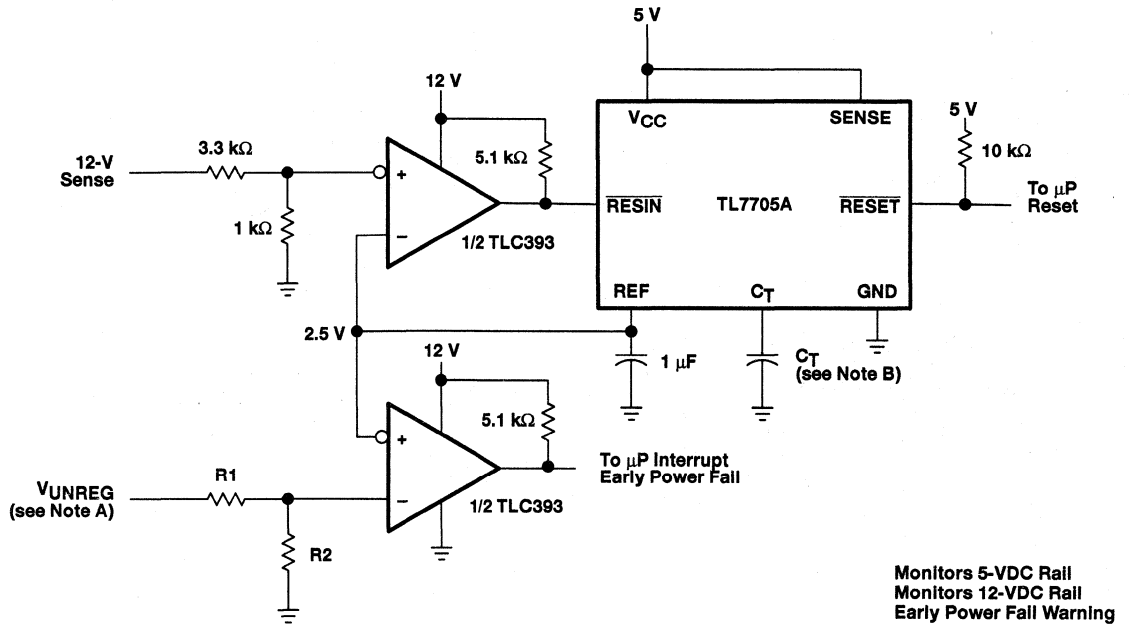 5 V
12 V
VCC
SENSE
5 V
3.3 kΩ
5.1 kΩ
10 kΩ
12-V
Sense
+
1 kΩ
RESIN
TL7705A
RESET
To μP
Reset
−
1/2 TLC393
REF
CT
GND
2.5 V
12 V
1 μF
CT
(see Note B)
5.1 kΩ
+
To μP Interrupt
Early Power Fail
R1
VUNREG
(see Note A)
−
1/2 TLC393
R2
Monitors 5-VDC Rail
Monitors 12-VDC Rail
Early Power Fail Warning